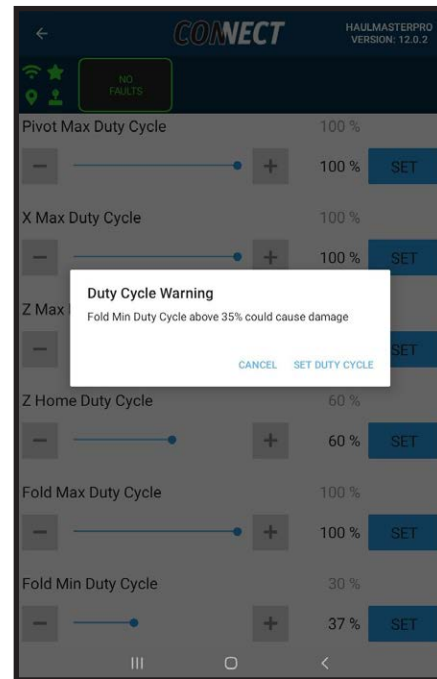 CONNECT
HAULMASTERPRO
VERSION: 12.0.2
NO
FAULTS
Pivot Max Duty Cycle 100 %
− + 100 % SET
X Max Duty Cycle 100 %
− + 100 % SET
Duty Cycle Warning
Fold Min Duty Cycle above 35% could cause damage
CANCEL SET DUTY CYCLE
Z Max
− SET
Z Home Duty Cycle 60 %
− + 60 % SET
Fold Max Duty Cycle 100 %
− + 100 % SET
Fold Min Duty Cycle 30 %
− + 37 % SET